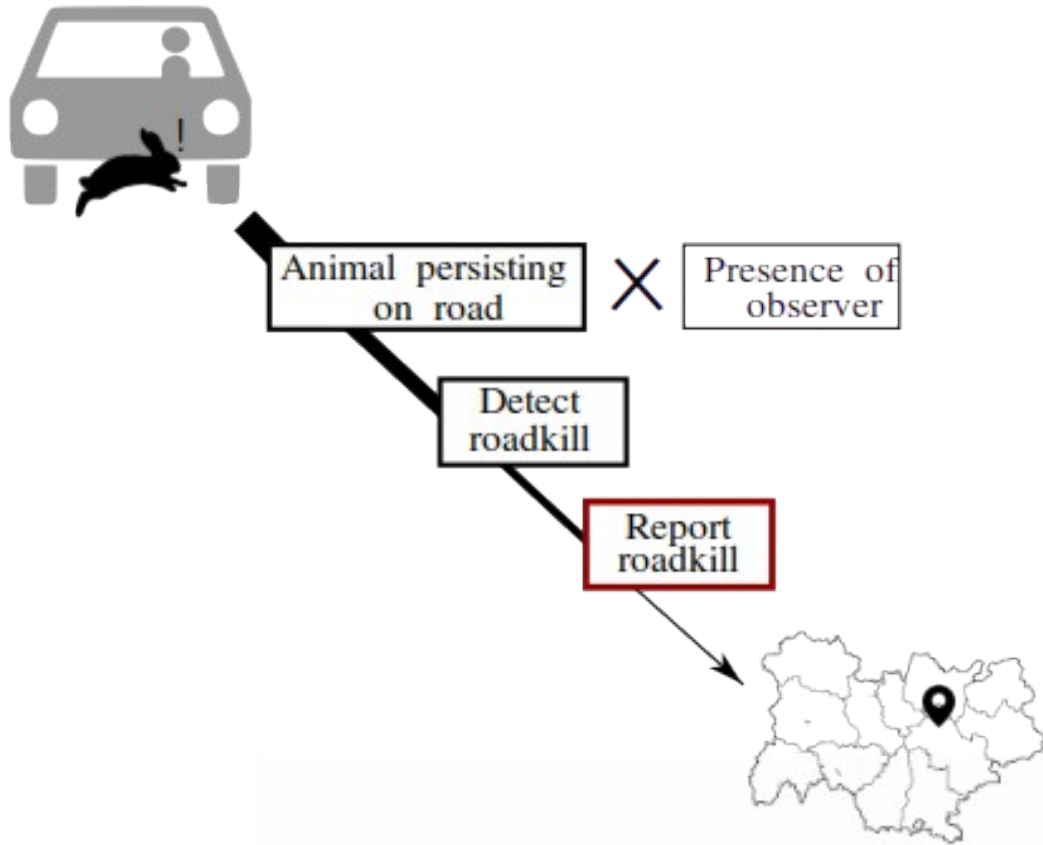 !
Animal persisting
on road
Presence of
observer
Detect
roadkill
Report
roadkill